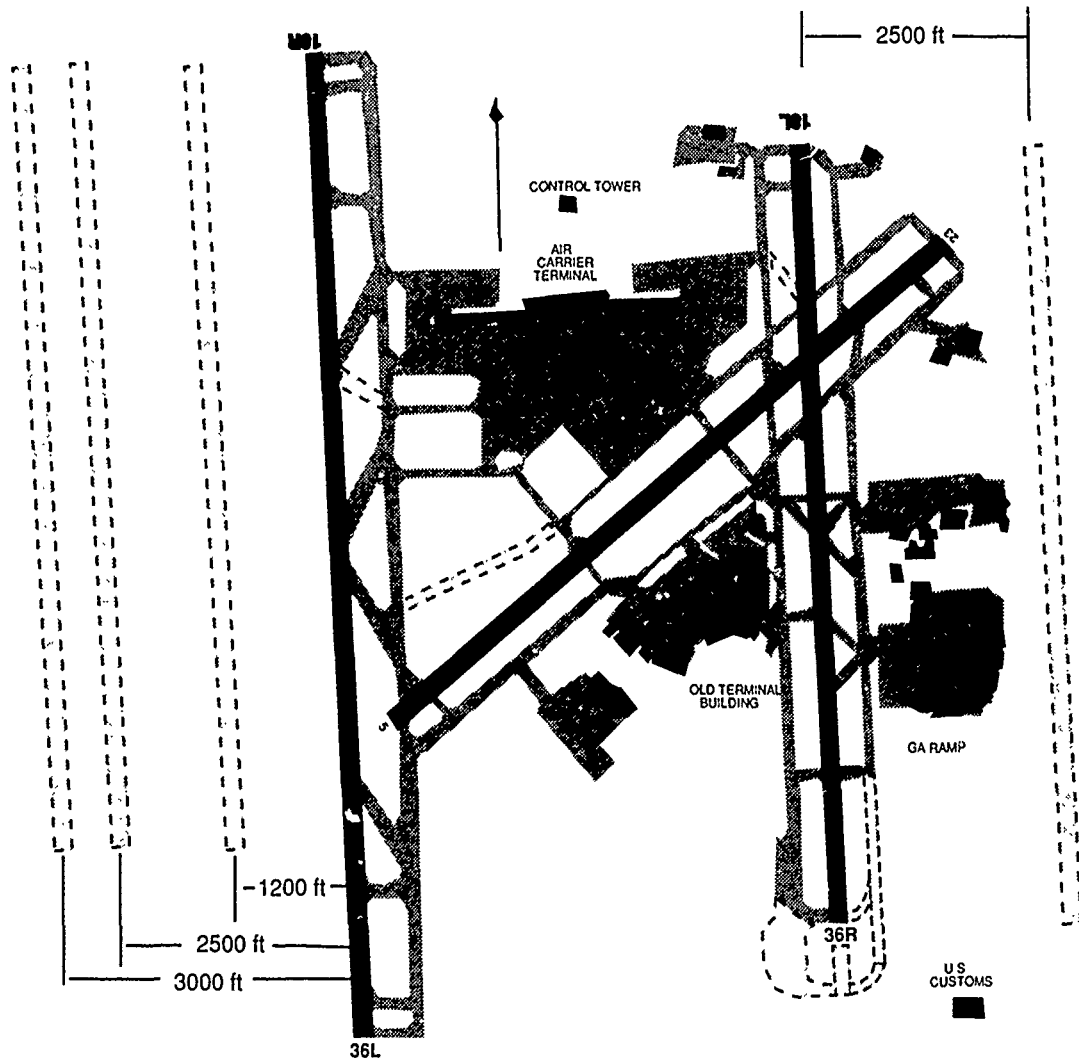 2500 ft
18R
18L
CONTROL TOWER
AIR
CARRIER
TERMINAL
23
5
OLD TERMINAL
BUILDING
GA RAMP
1200 ft
2500 ft
3000 ft
36R
36L
U S
CUSTOMS